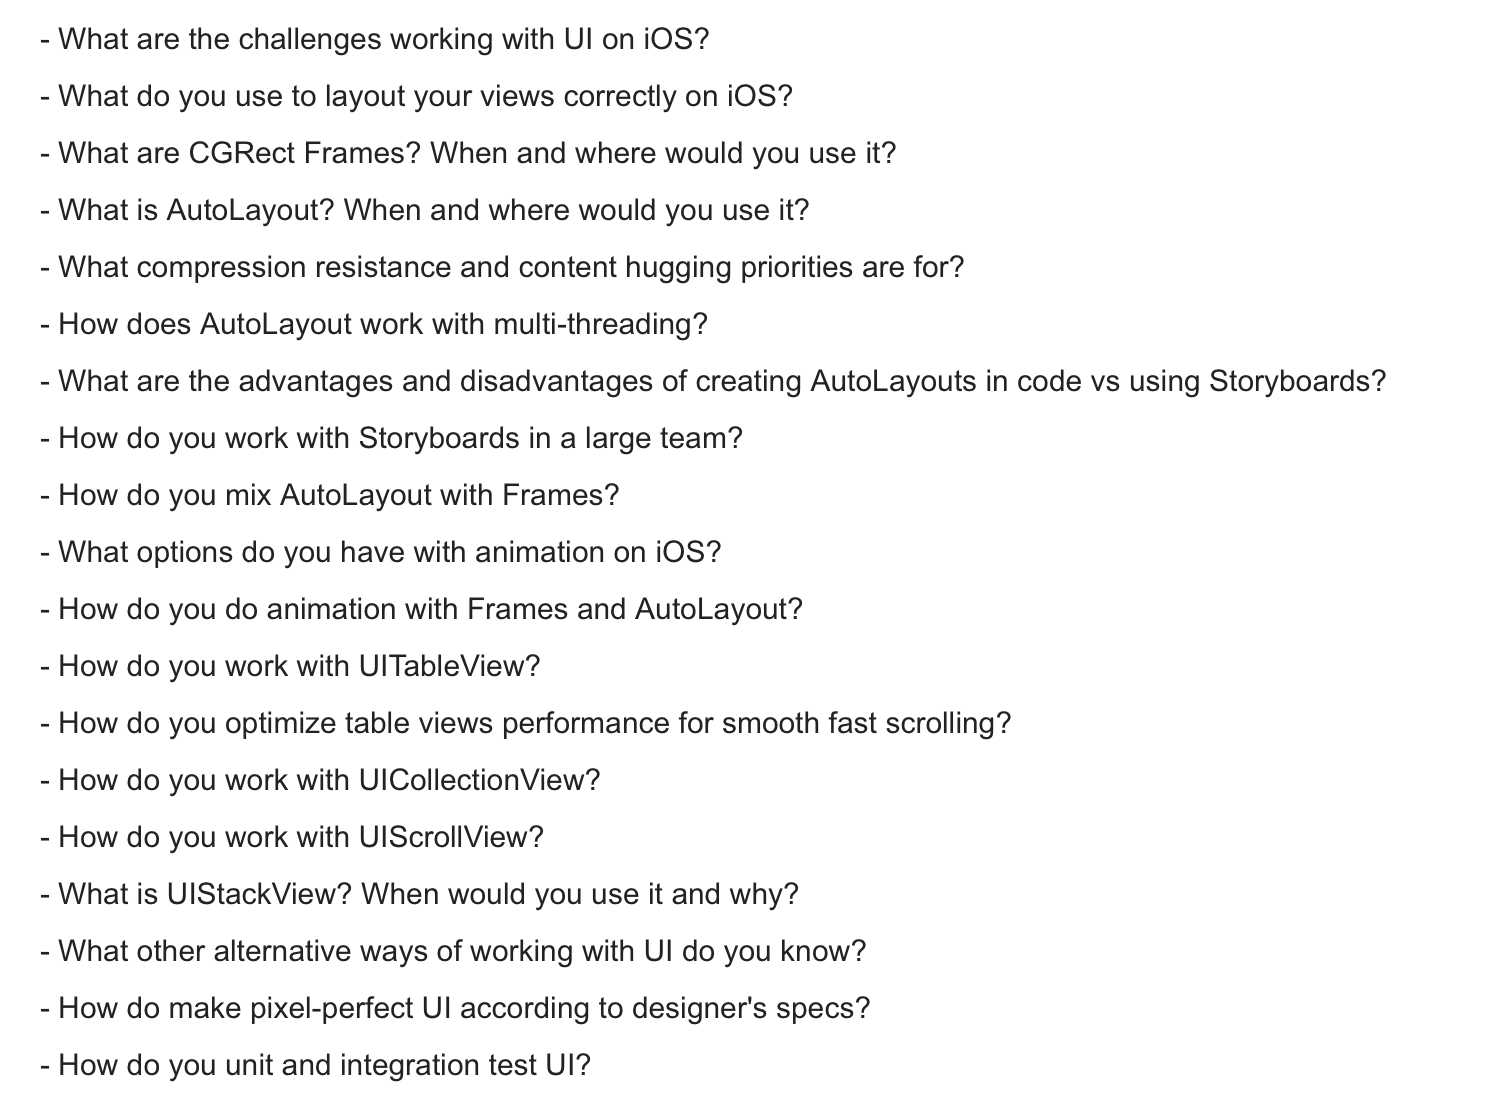 - What are the challenges working with UI on iOS?
- What do you use to layout your views correctly on iOS?
- What are CGRect Frames? When and where would you use it?
- What is AutoLayout? When and where would you use it?
- What compression resistance and content hugging priorities are for?
- How does AutoLayout work with multi-threading?
- What are the advantages and disadvantages of creating AutoLayouts in code vs using Storyboards?
- How do you work with Storyboards in a large team?
- How do you mix AutoLayout with Frames?
- What options do you have with animation on iOS?
- How do you do animation with Frames and AutoLayout?
- How do you work with UITableView?
- How do you optimize table views performance for smooth fast scrolling?
- How do you work with UICollectionView?
- How do you work with UIScrollView?
- What is UIStackView? When would you use it and why?
- What other alternative ways of working with UI do you know?
- How do make pixel-perfect UI according to designer's specs?
- How do you unit and integration test UI?